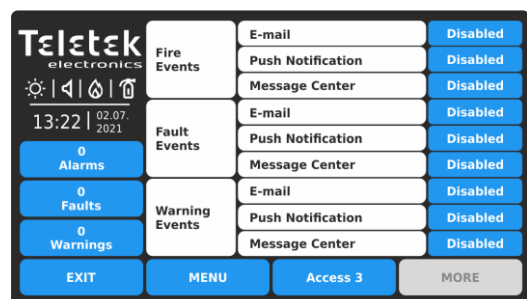 Teletek
electronics
13:22
02.07.
2021
0
Alarms
0
Faults
0
Warnings
Fire
Events
E-mail
Disabled
Push Notification
Disabled
Message Center
Disabled
Fault
Events
E-mail
Disabled
Push Notification
Disabled
Message Center
Disabled
Warning
Events
E-mail
Disabled
Push Notification
Disabled
Message Center
Disabled
EXIT
MENU
Access 3
MORE